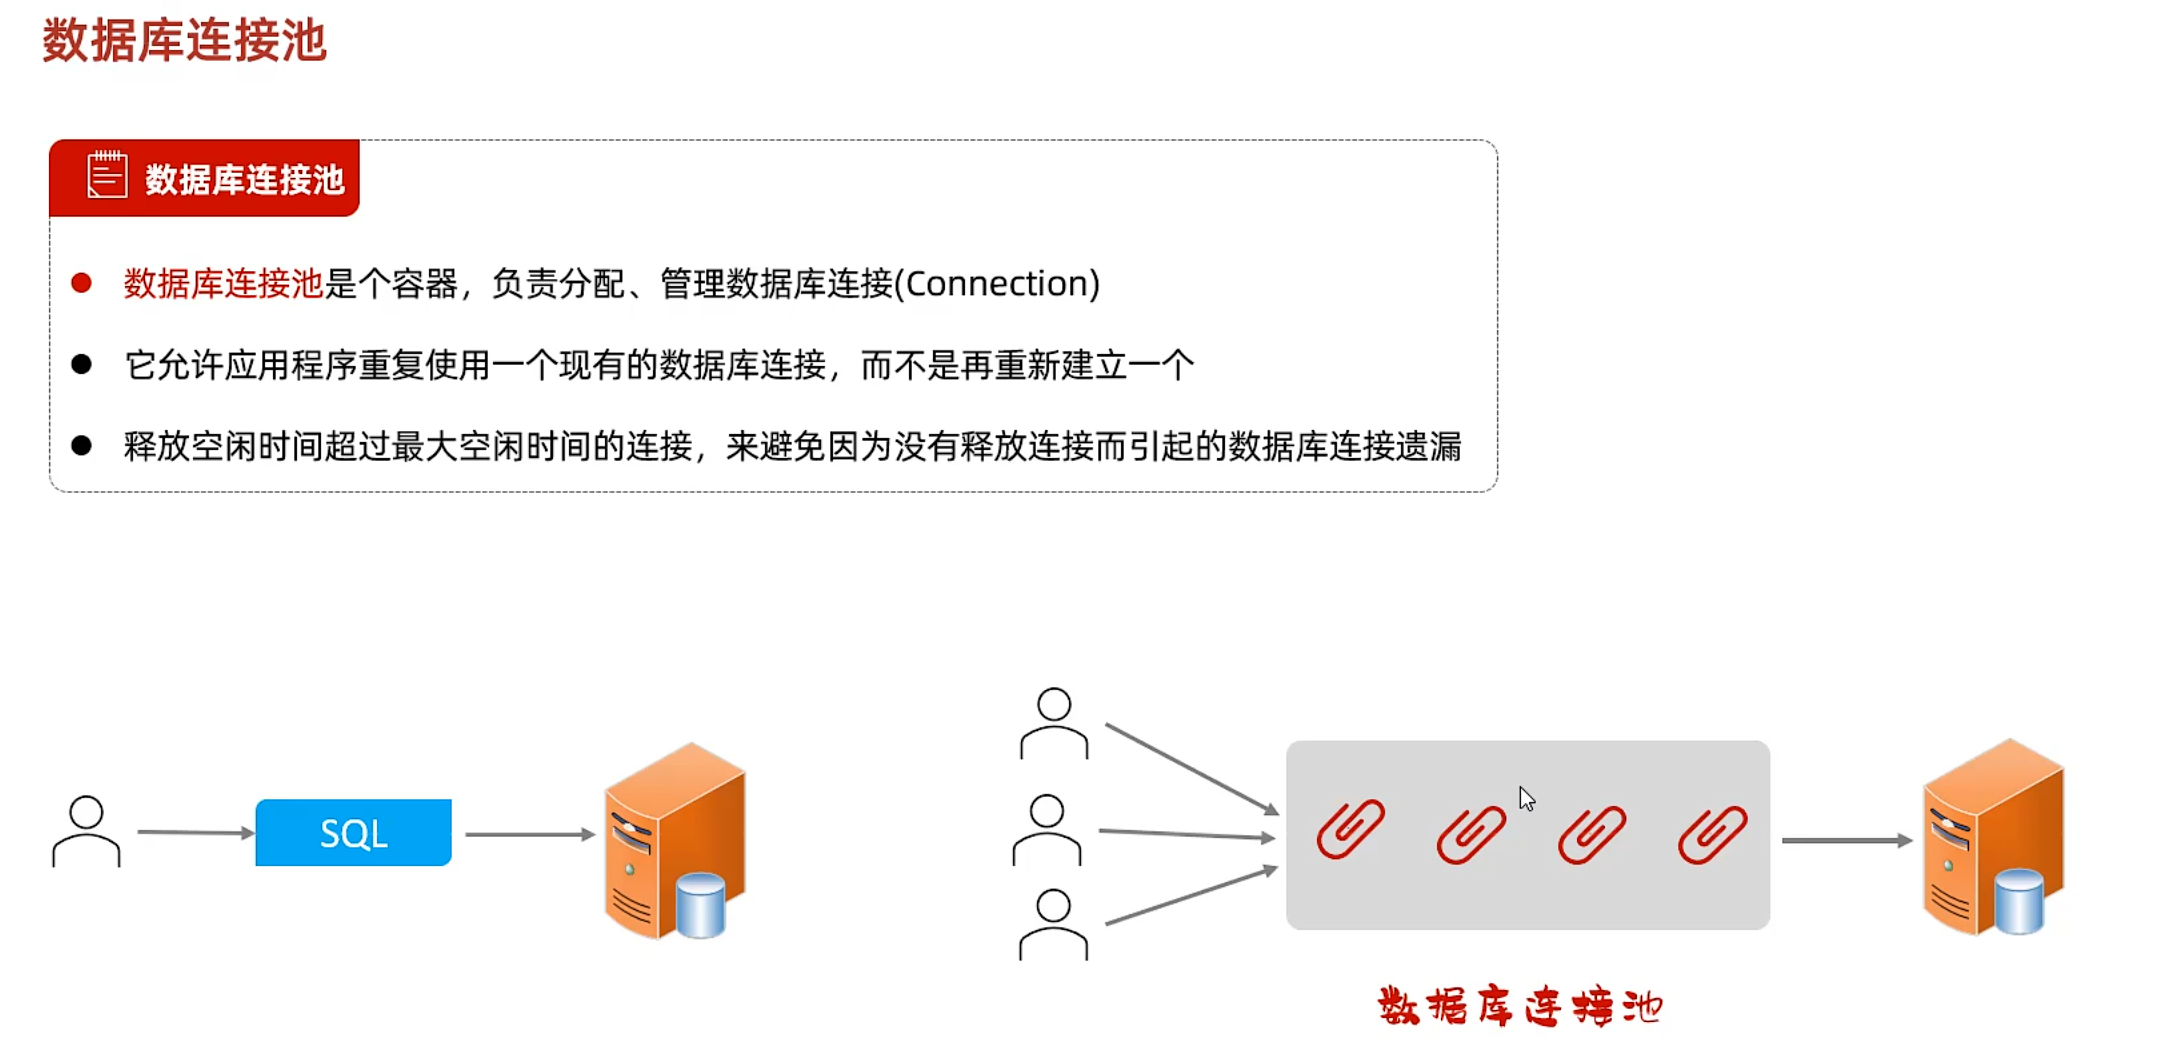 数据库连接池
数据库连接池
数据库连接池是个容器，负责分配、管理数据库连接(Connection)
它允许应用程序重复使用一个现有的数据库连接，而不是再重新建立一个
释放空闲时间超过最大空闲时间的连接，来避免因为没有释放连接而引起的数据库连接遗漏
SQL
数据库连接池